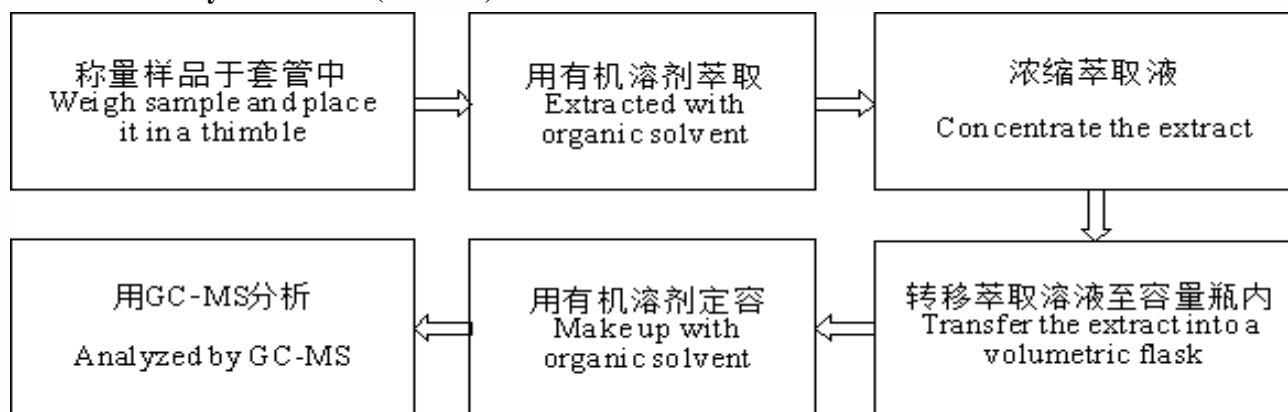 称量样品于套管中
Weigh sample and place
it in a thimble
用有机溶剂萃取
Extracted with
organic solvent
浓缩萃取液
Concentrate the extract
转移萃取溶液至容量瓶内
Transfer the extract into a
volumetric flask
用有机溶剂定容
Make up with
organic solvent
用GC-MS分析
Analyzed by GC-MS